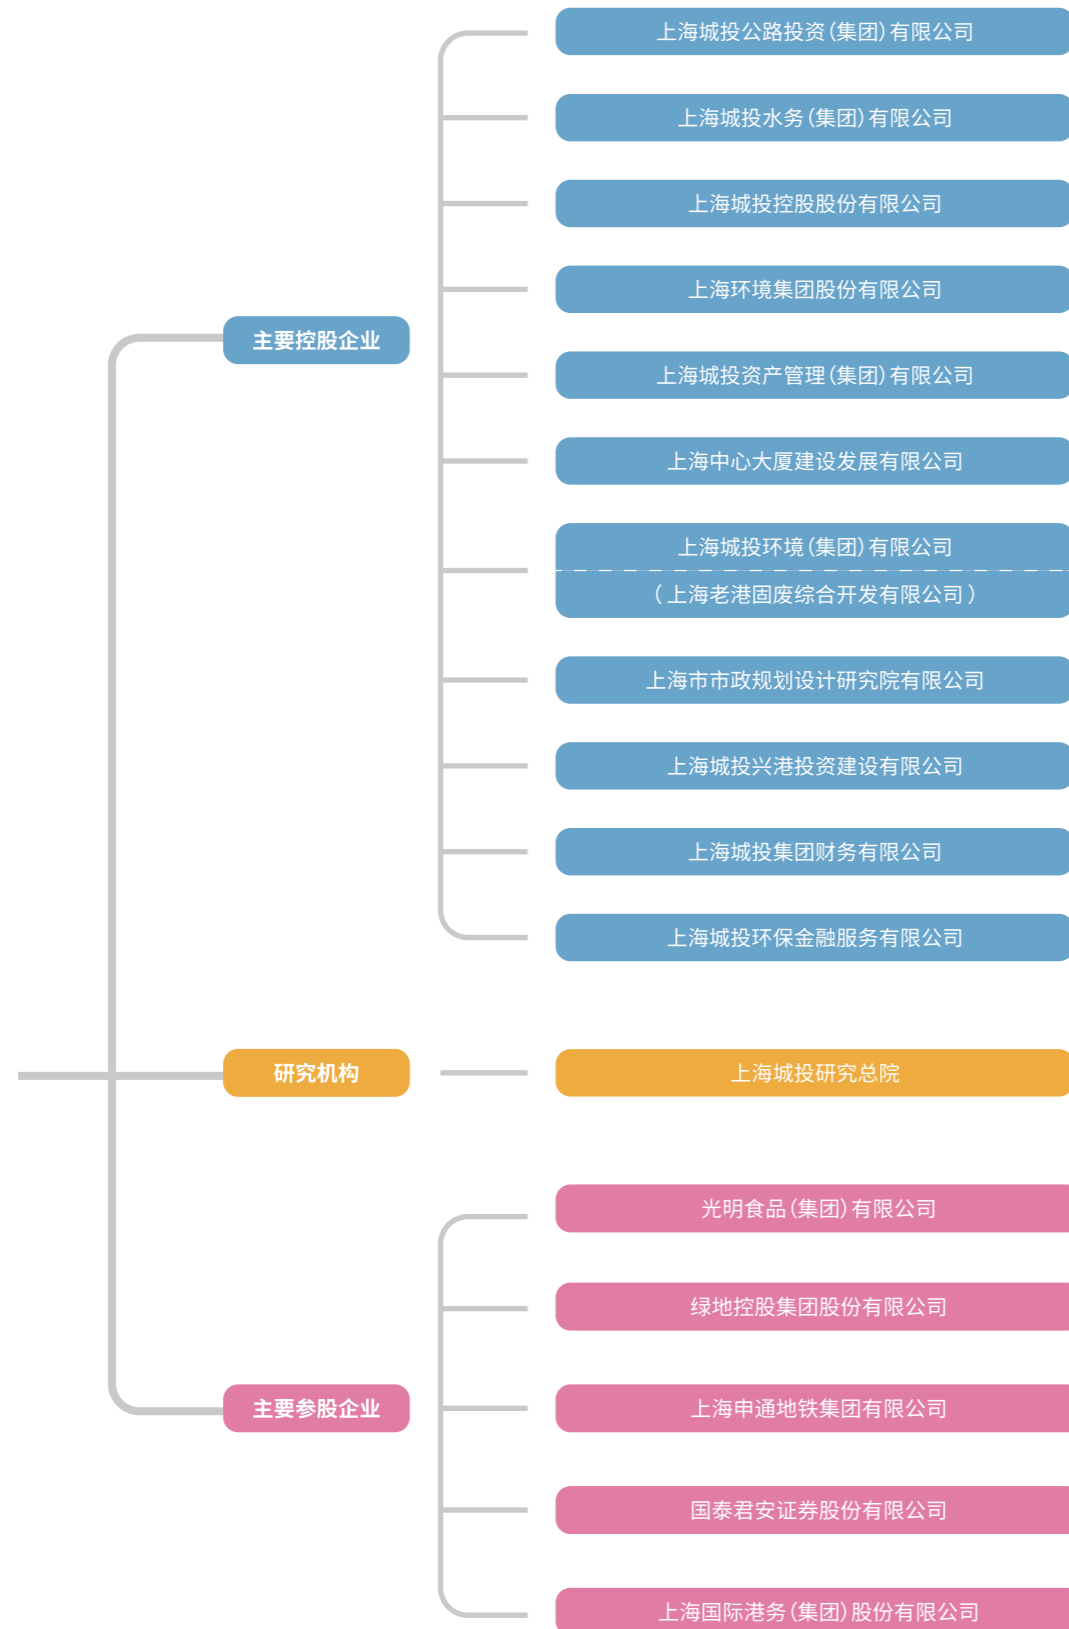 主要控股企业
上海城投公路投资(集团)有限公司
上海城投水务(集团)有限公司
上海城投控股股份有限公司
上海环境集团股份有限公司
上海城投资产管理(集团)有限公司
上海中心大厦建设发展有限公司
上海城投环境(集团)有限公司
(上海老港固废综合开发有限公司)
上海市市政规划设计研究院有限公司
上海城投兴港投资建设有限公司
上海城投集团财务有限公司
上海城投环保金融服务有限公司
研究机构
上海城投研究总院
主要参股企业
光明食品(集团)有限公司
绿地控股集团股份有限公司
上海申通地铁集团有限公司
国泰君安证券股份有限公司
上海国际港务(集团)股份有限公司